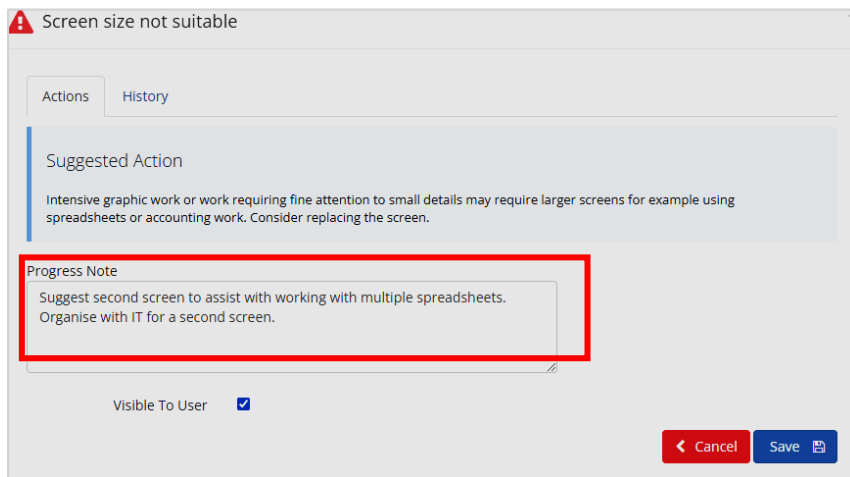 Screen size not suitable
Actions History
Suggested Action
Intensive graphic work or work requiring fine attention to small details may require larger screens for example using
spreadsheets or accounting work. Consider replacing the screen.
Progress Note
Suggest second screen to assist with working with multiple spreadsheets.
Organise with IT for a second screen.
Visible To User
Cancel Save